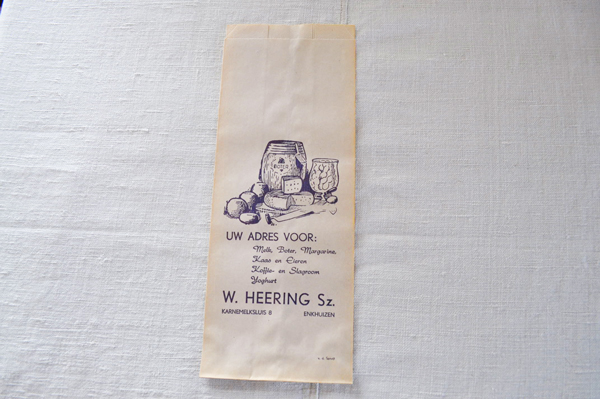 UW ADRES VOOR:
Melk, Boter, Margarine,
Kaas en Eieren
Koffie- en Slagroom
Yoghurt
W. HEERING Sz.
KARNEMELKSLUIS 8 ENKHUIZEN